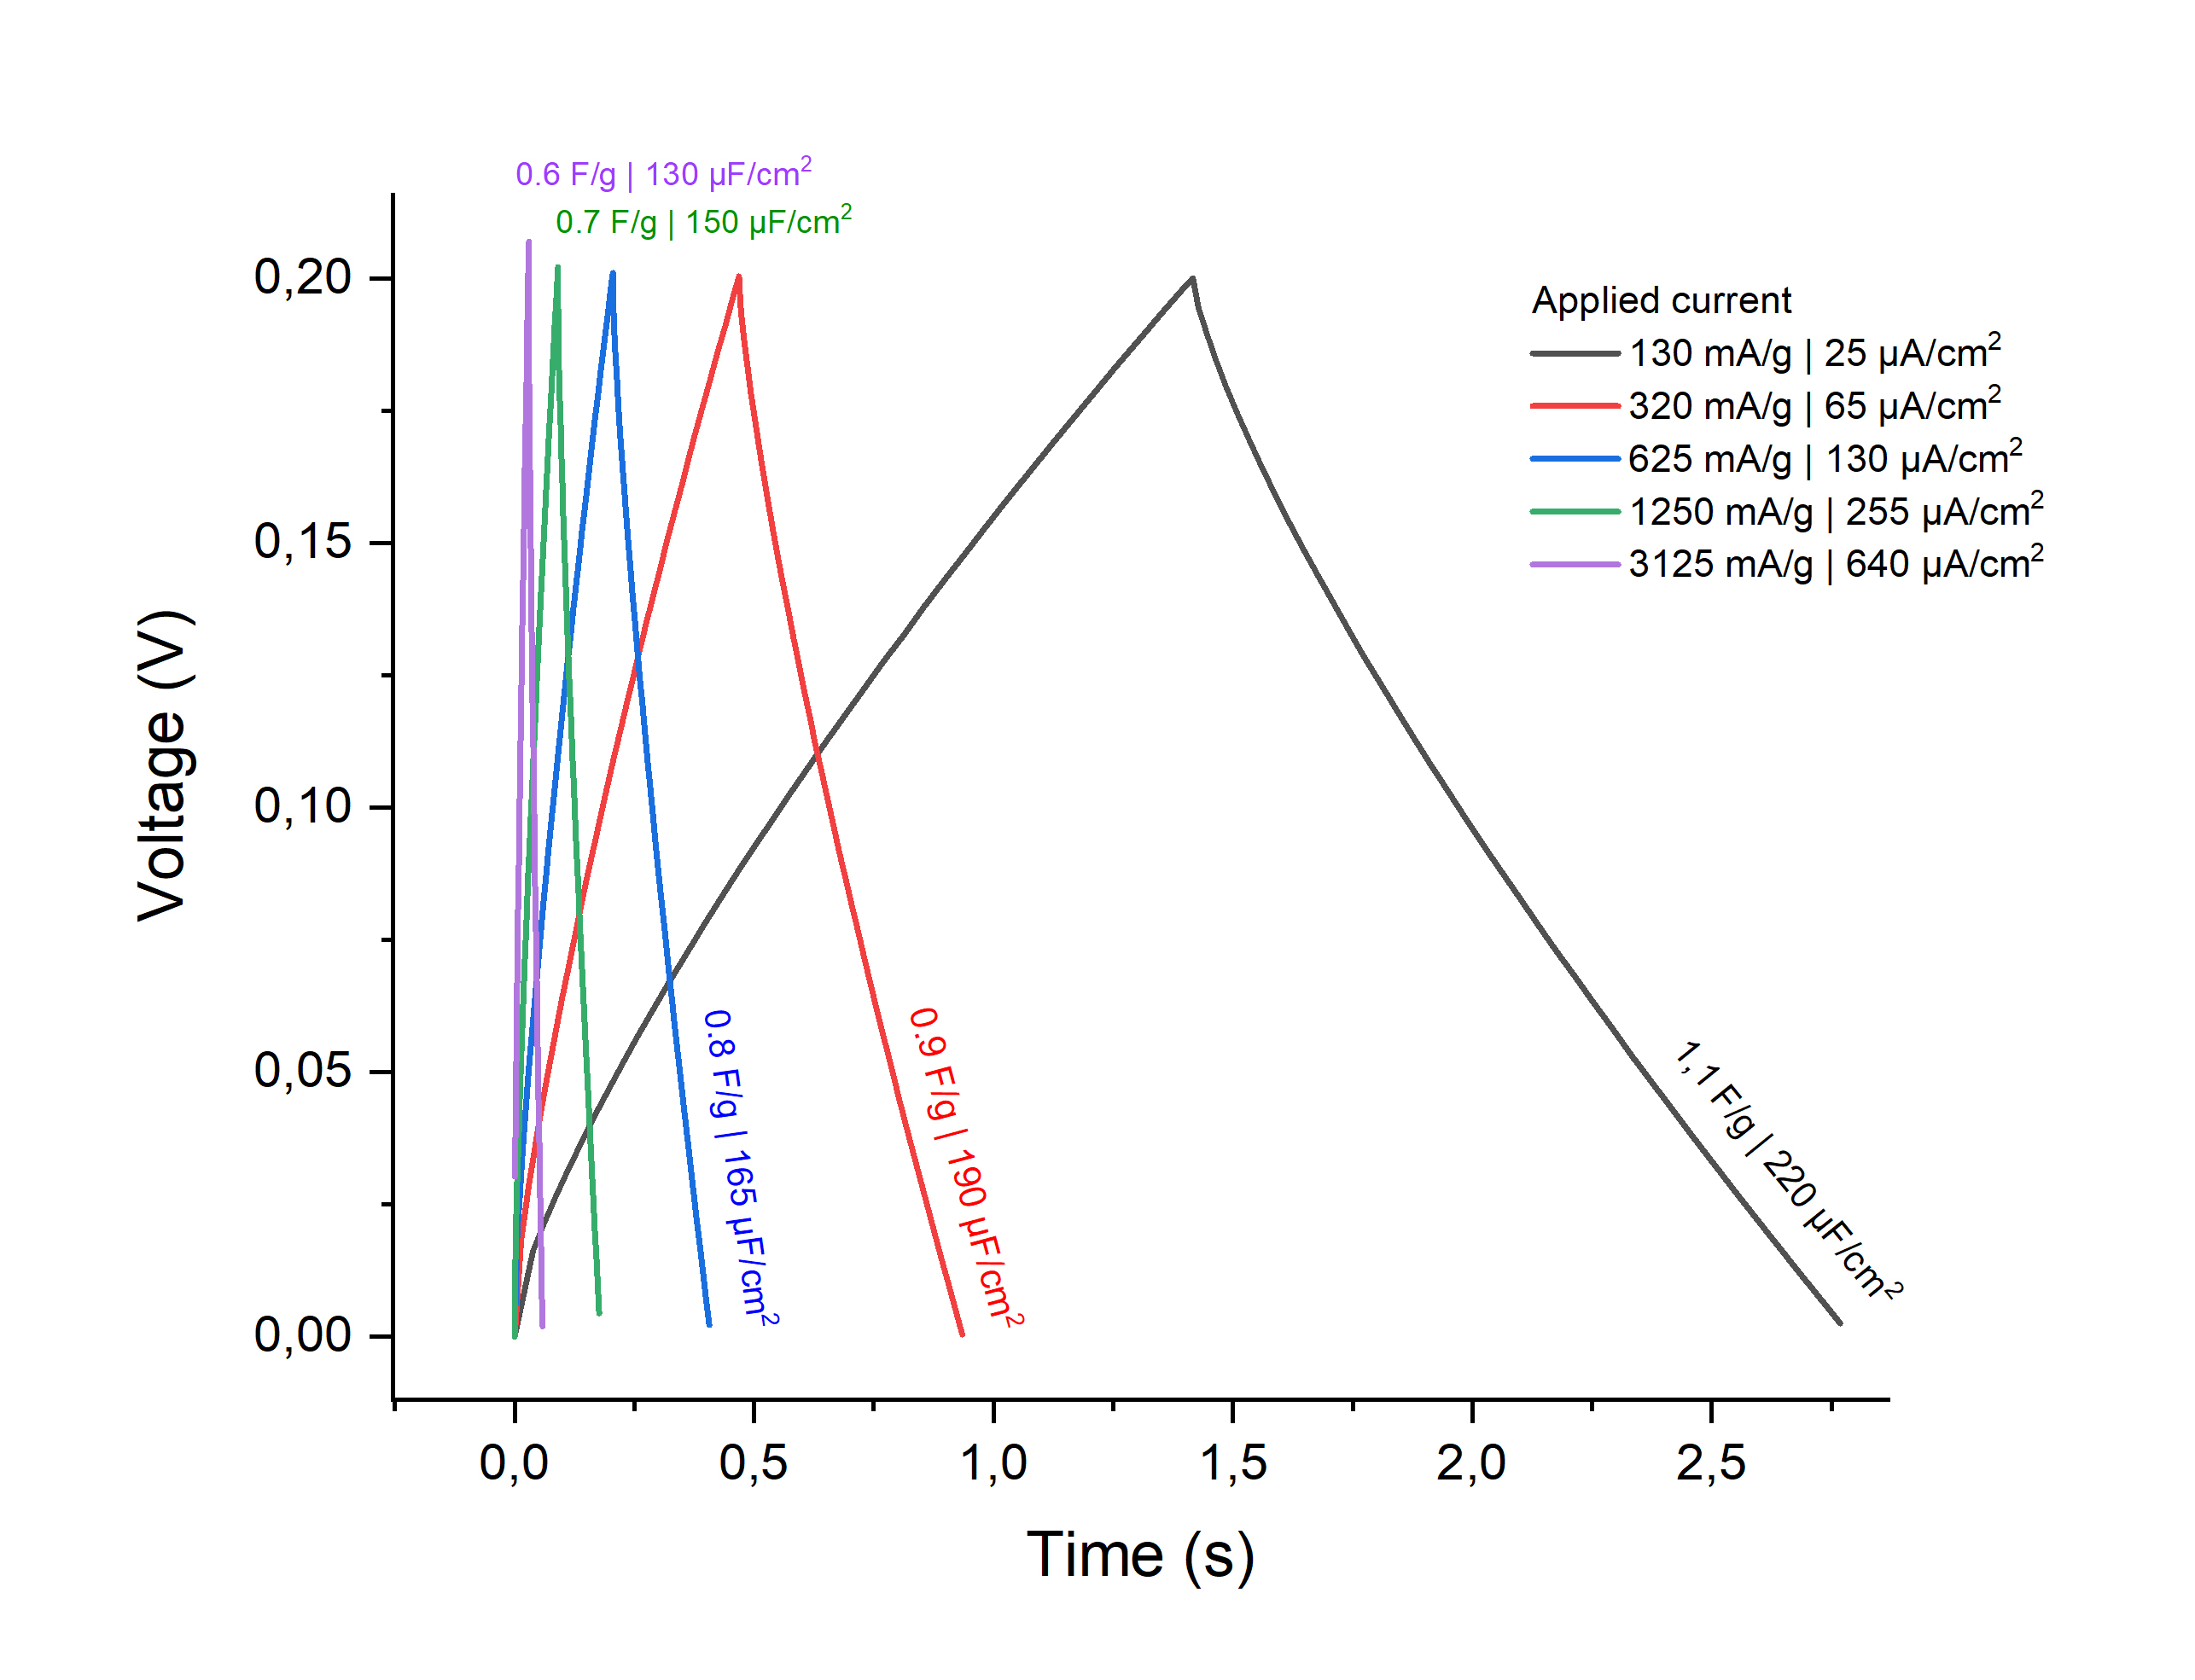 0.6 F/g | 130 µF/cm²
0.7 F/g | 150 µF/cm²
0,20
0,15
0,10
0,05
0,00
Voltage (V)
Applied current
130 mA/g | 25 µA/cm²
320 mA/g | 65 µA/cm²
625 mA/g | 130 µA/cm²
1250 mA/g | 255 µA/cm²
3125 mA/g | 640 µA/cm²
0.8 F/g | 165 µF/cm²
0.9 F/g | 190 µF/cm²
1,1 F/g | 220 µF/cm²
0,0 0,5 1,0 1,5 2,0 2,5
Time (s)